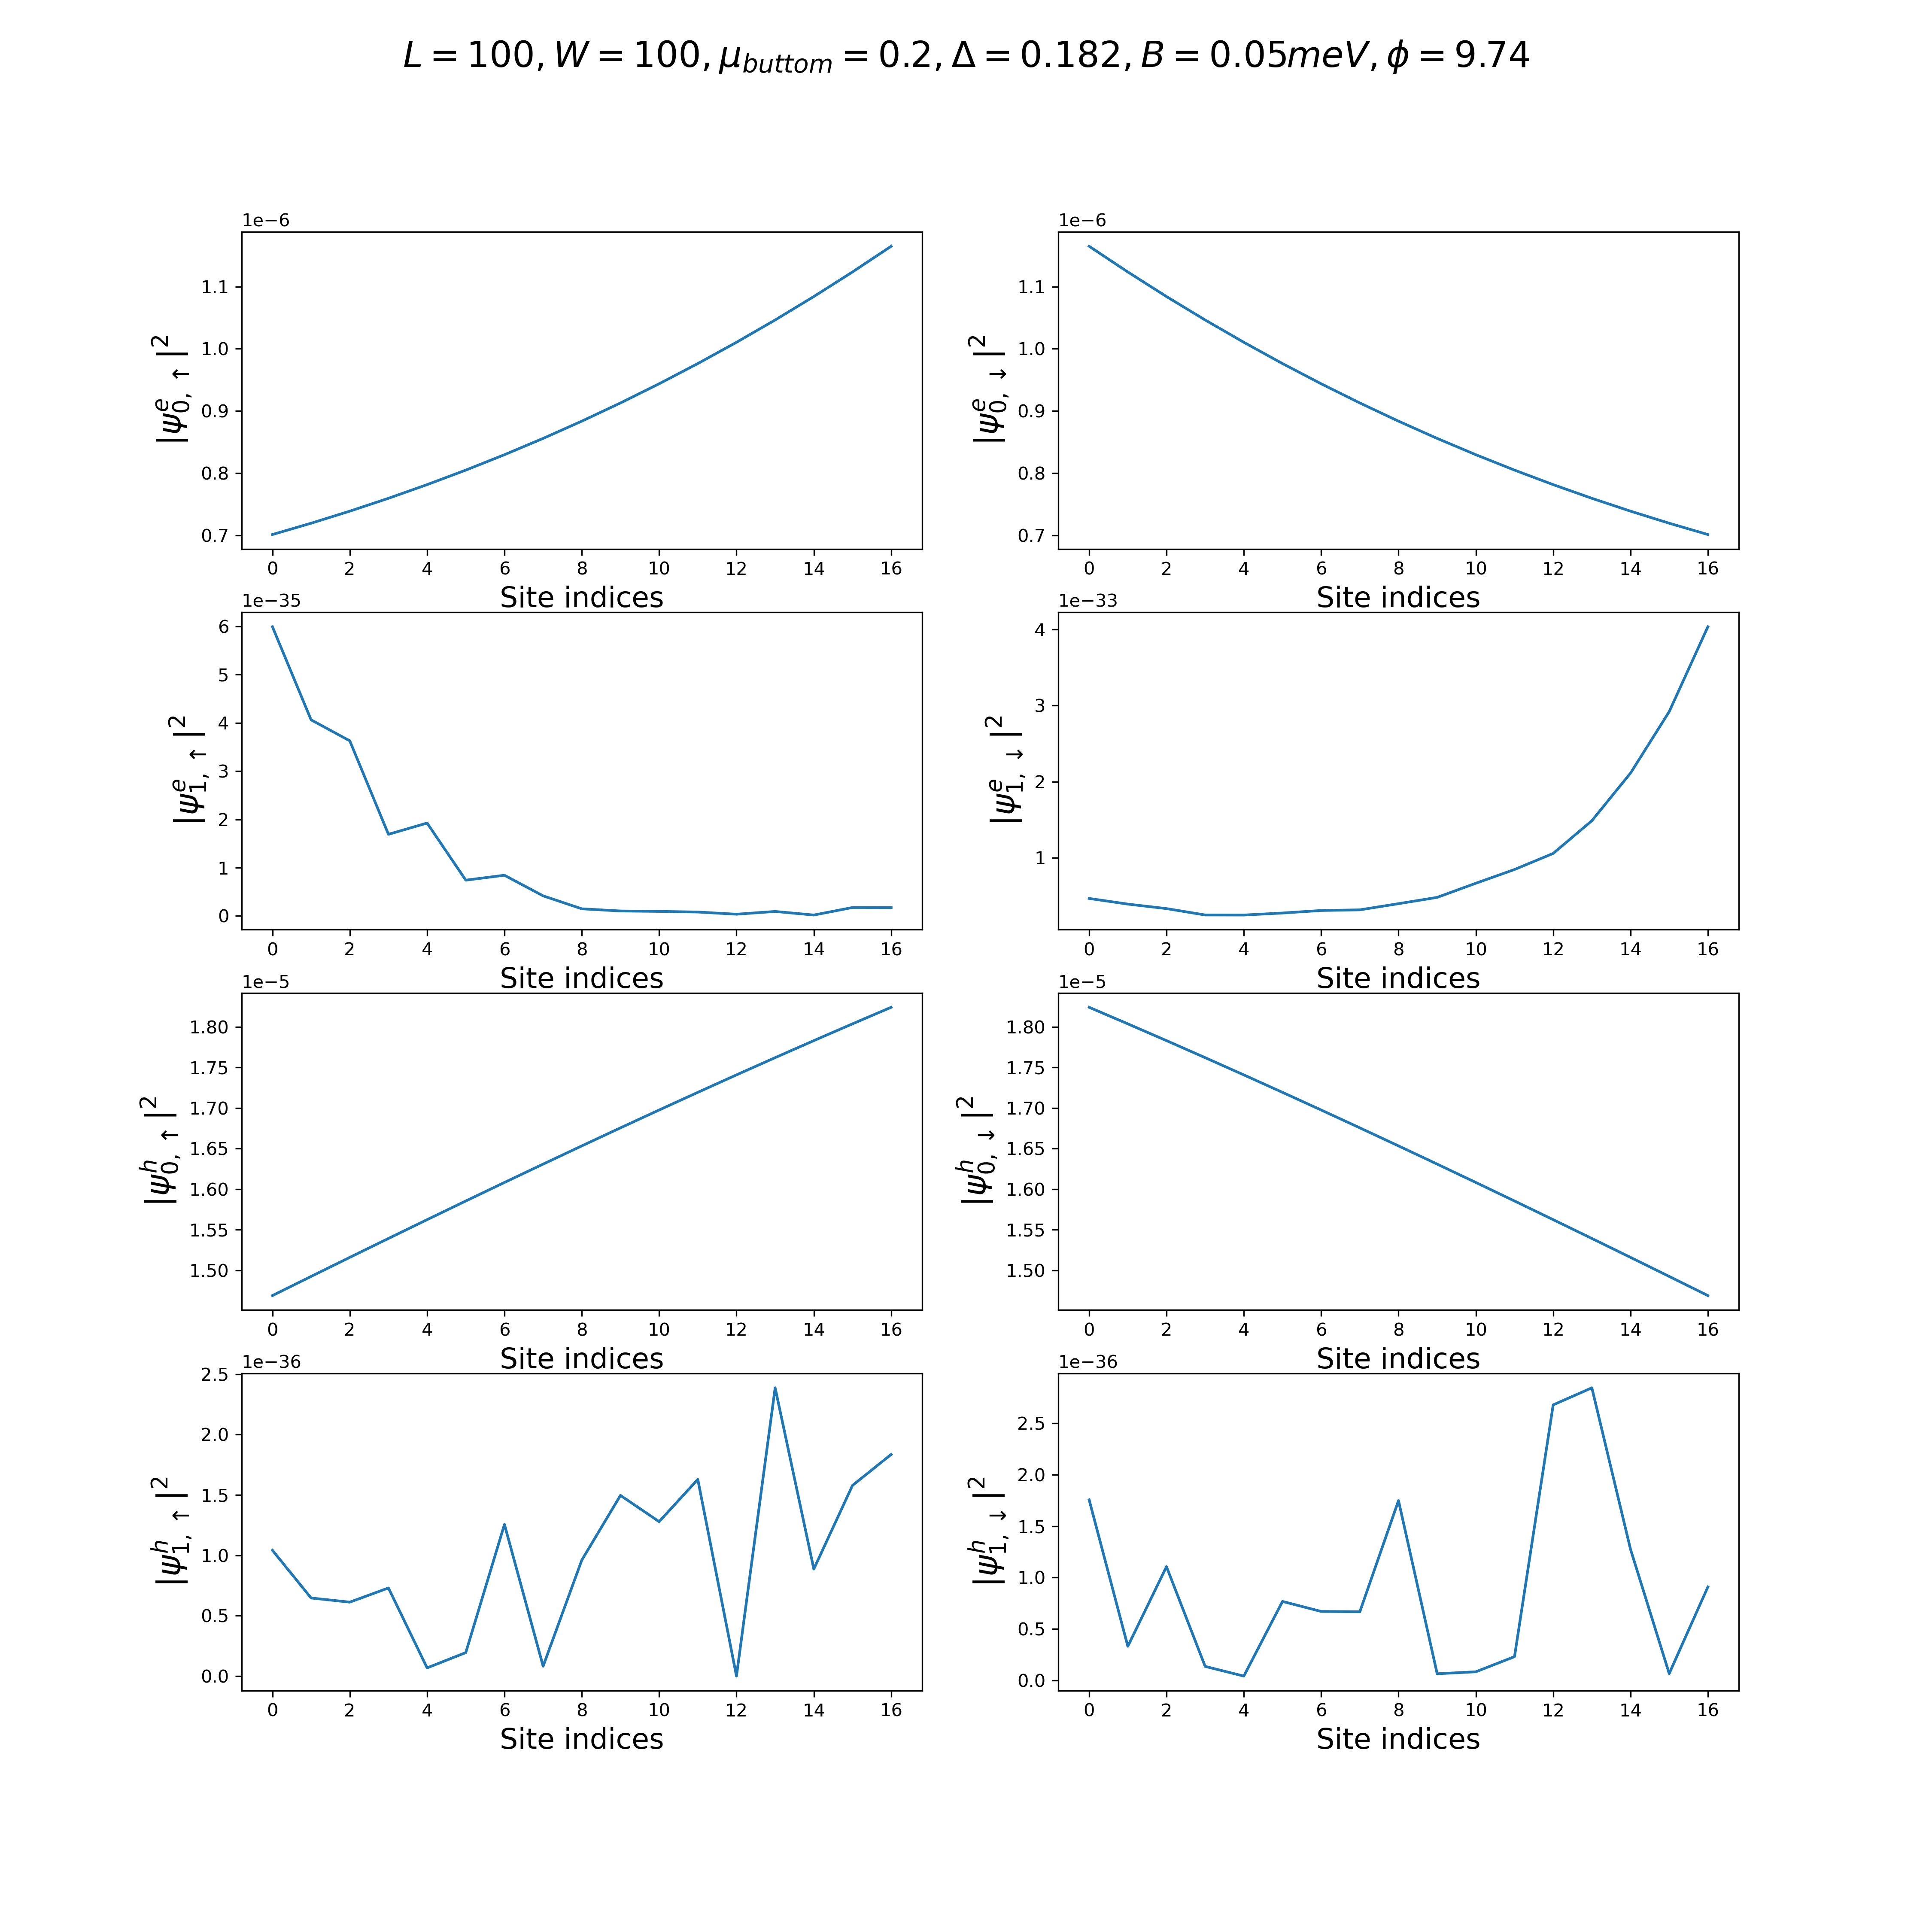 L = 100, W = 100, μ_buttom = 0.2, Δ = 0.182, B = 0.05meV, ϕ = 9.74
1e−6
|ψ^e_{0,↑}|^2
1.1
1.0
0.9
0.8
0.7
0 2 4 6 8 10 12 14 16
Site indices
1e−6
|ψ^e_{0,↓}|^2
1.1
1.0
0.9
0.8
0.7
0 2 4 6 8 10 12 14 16
Site indices
1e−35
|ψ^e_{1,↑}|^2
6
5
4
3
2
1
0
0 2 4 6 8 10 12 14 16
Site indices
1e−33
|ψ^e_{1,↓}|^2
4
3
2
1
0 2 4 6 8 10 12 14 16
Site indices
1e−5
|ψ^h_{0,↑}|^2
1.80
1.75
1.70
1.65
1.60
1.55
1.50
0 2 4 6 8 10 12 14 16
Site indices
1e−5
|ψ^h_{0,↓}|^2
1.80
1.75
1.70
1.65
1.60
1.55
1.50
0 2 4 6 8 10 12 14 16
Site indices
1e−36
|ψ^h_{1,↑}|^2
2.5
2.0
1.5
1.0
0.5
0.0
0 2 4 6 8 10 12 14 16
Site indices
1e−36
|ψ^h_{1,↓}|^2
2.5
2.0
1.5
1.0
0.5
0.0
0 2 4 6 8 10 12 14 16
Site indices